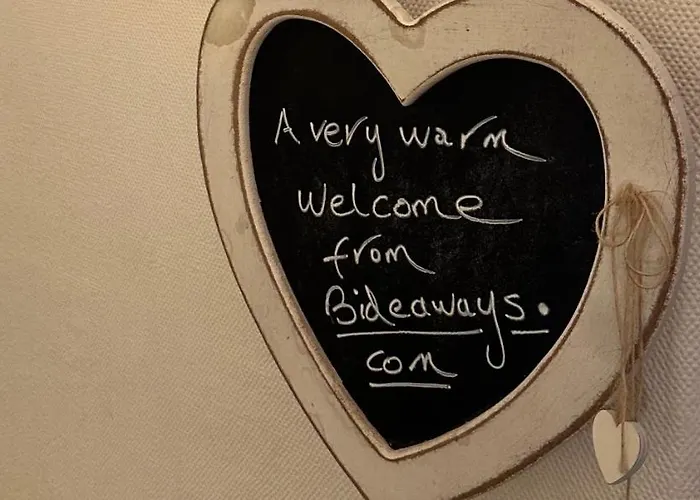 A very warm
Welcome
from
Bideaways.
com